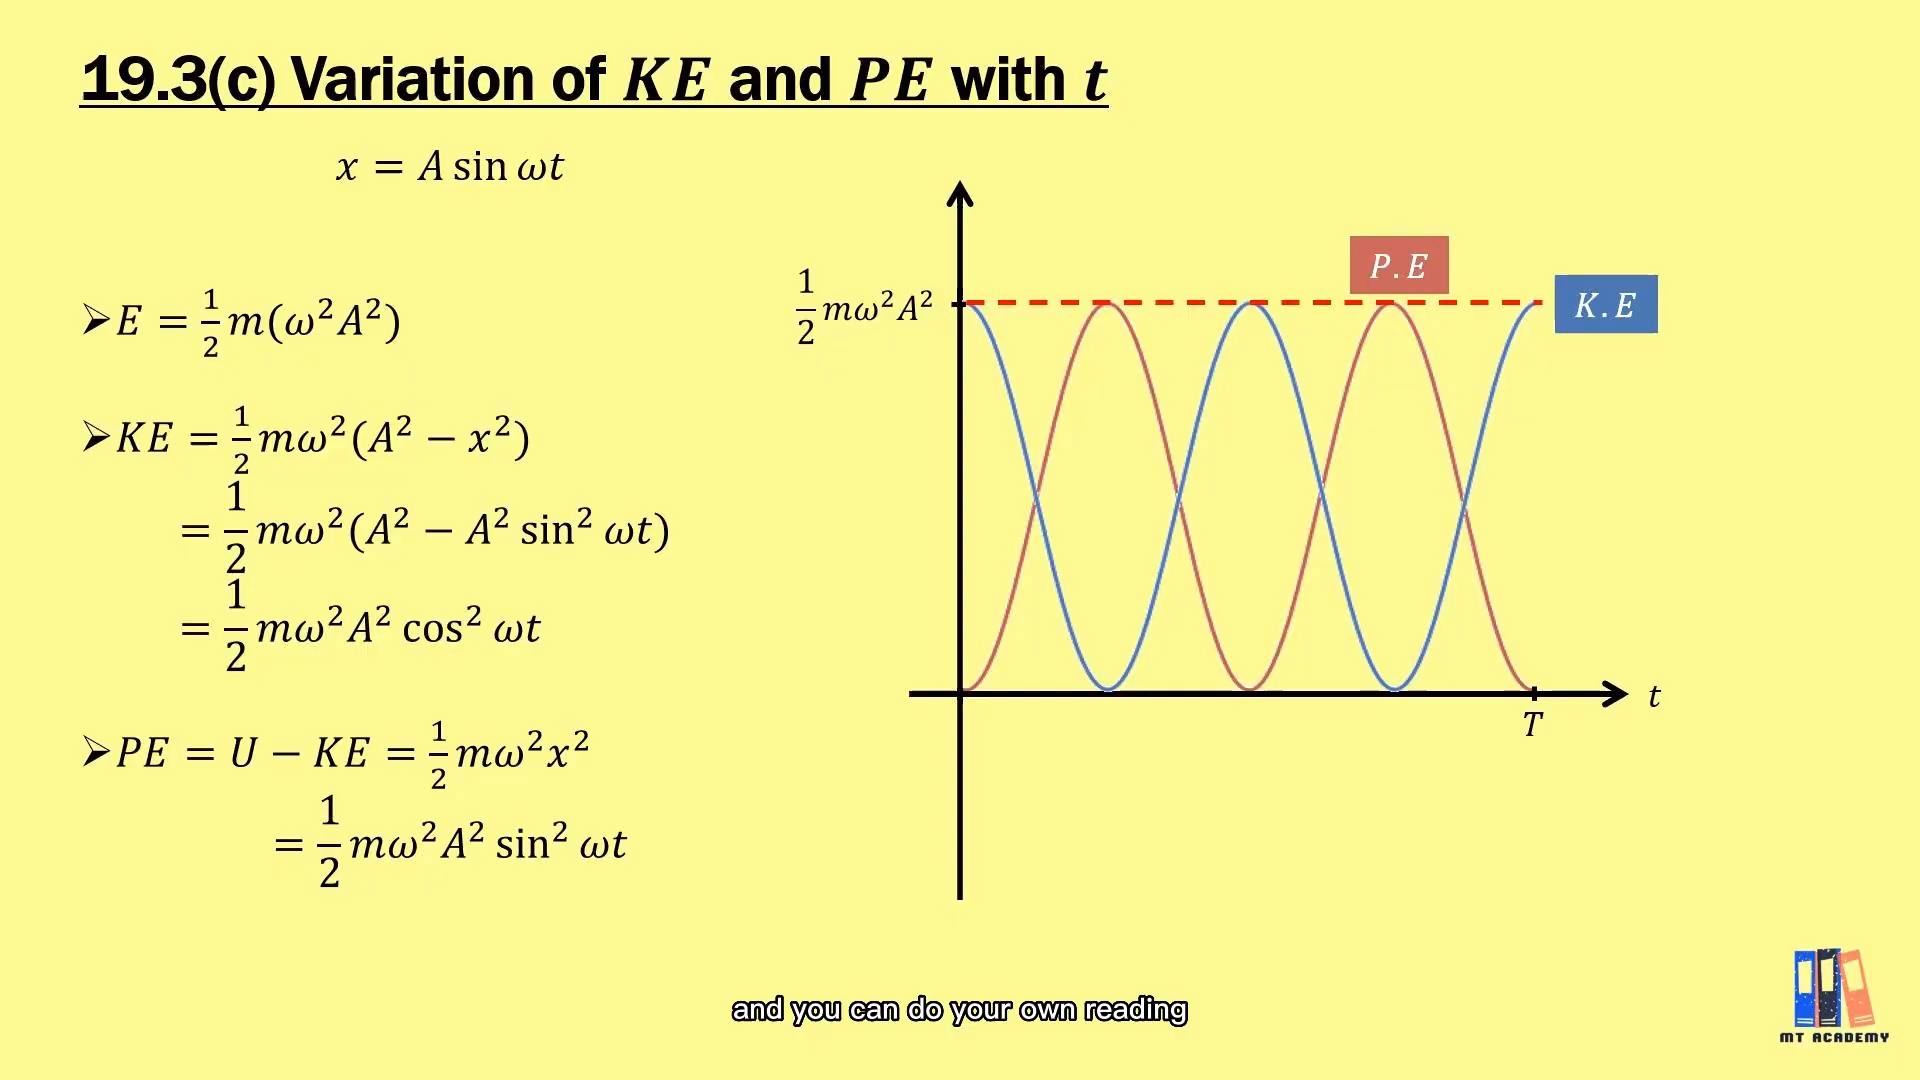 19.3(c) Variation of KE and PE with t
x = A sin ωt
➢E = 1/2 m(ω²A²)
➢KE = 1/2 mω²(A² − x²)
= 1/2 mω²(A² − A² sin² ωt)
= 1/2 mω²A² cos² ωt
➢PE = U − KE = 1/2 mω²x²
= 1/2 mω²A² sin² ωt
1/2 mω²A²
P.E
K.E
t
T
and you can do your own reading
MT ACADEMY